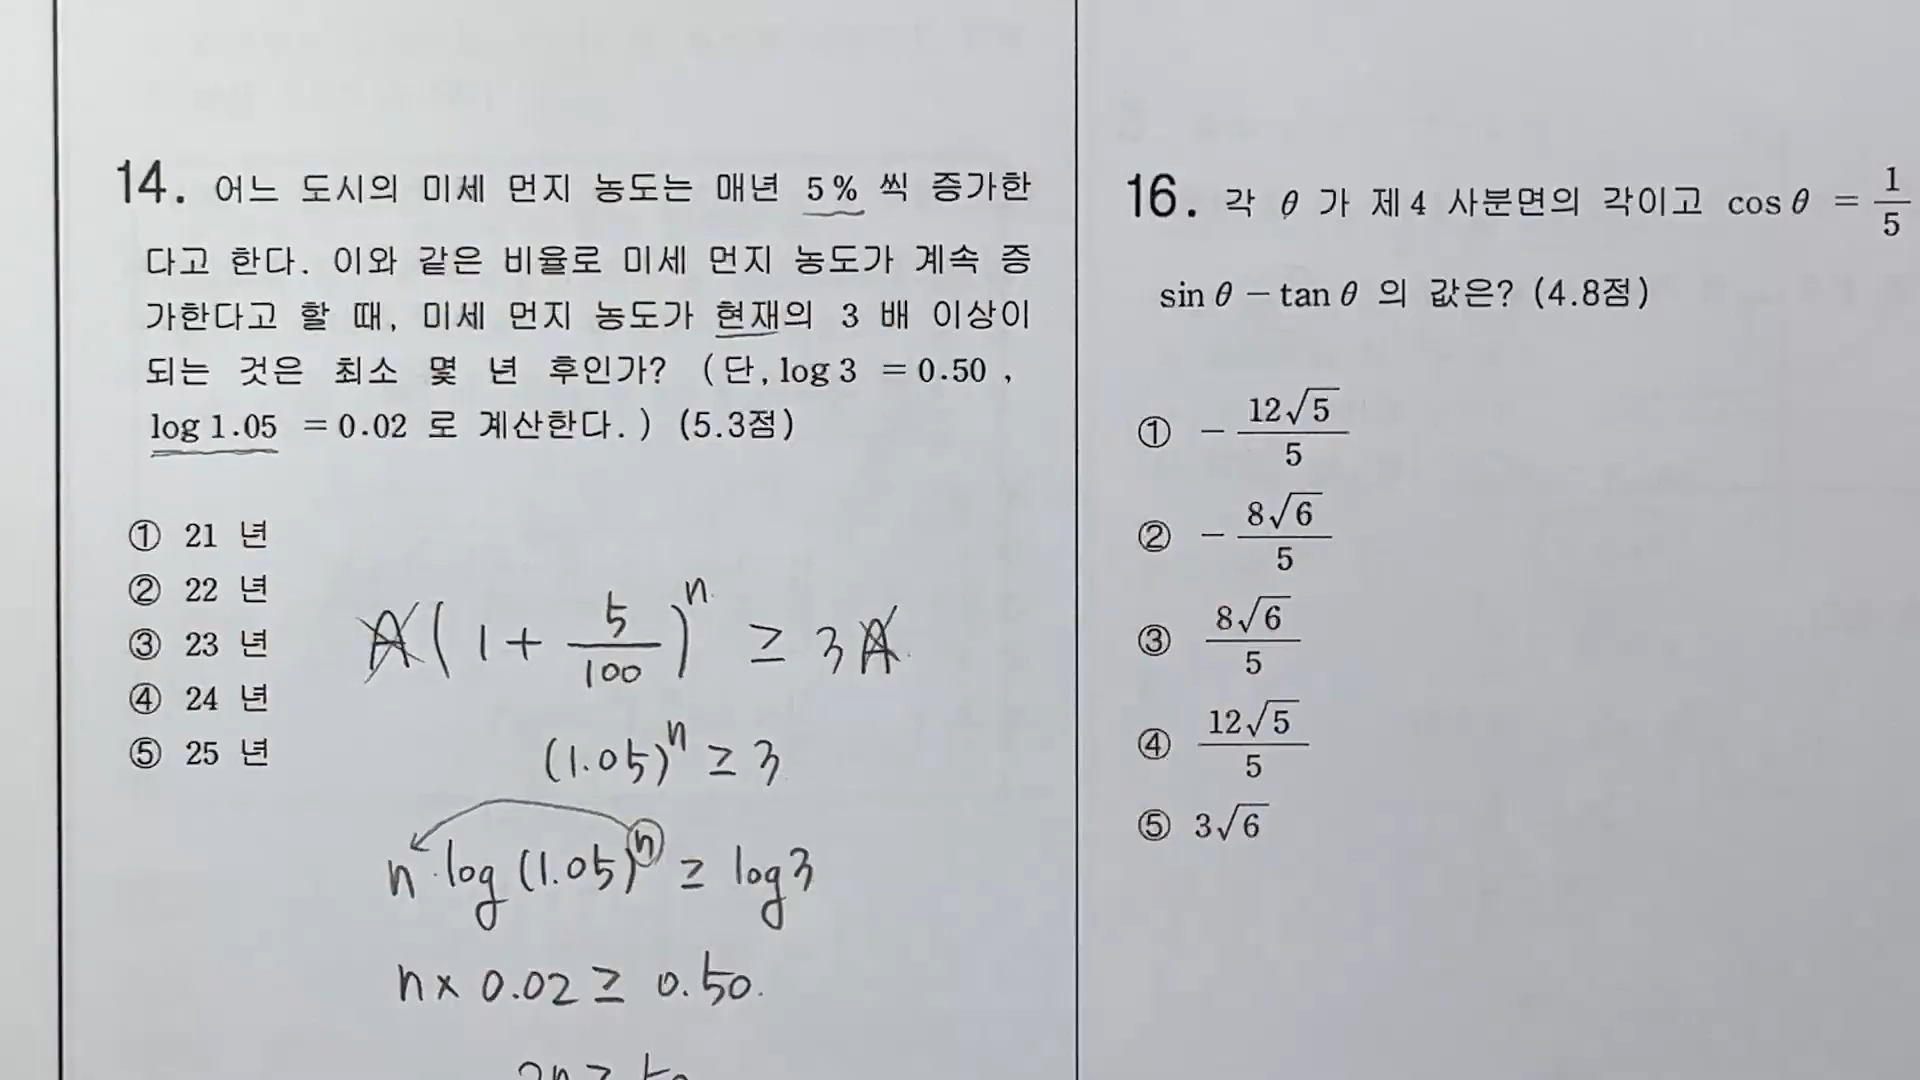 14. 어느 도시의 미세 먼지 농도는 매년 5% 씩 증가한
다고 한다. 이와 같은 비율로 미세 먼지 농도가 계속 증
가한다고 할 때, 미세 먼지 농도가 현재의 3 배 이상이
되는 것은 최소 몇 년 후인가? (단, log 3 = 0.50 ,
log 1.05 = 0.02 로 계산한다.) (5.3점)
① 21 년
② 22 년
③ 23 년
④ 24 년
⑤ 25 년
A(1+5/100)^n ≥ 3A
(1.05)^n ≥ 3
n·log(1.05)^n ≥ log3
n× 0.02 ≥ 0.50.
2n ≥ 50
16. 각 θ 가 제4 사분면의 각이고 cos θ = 1/5
sin θ − tan θ 의 값은? (4.8점)
① −12√5/5
② −8√6/5
③ 8√6/5
④ 12√5/5
⑤ 3√6